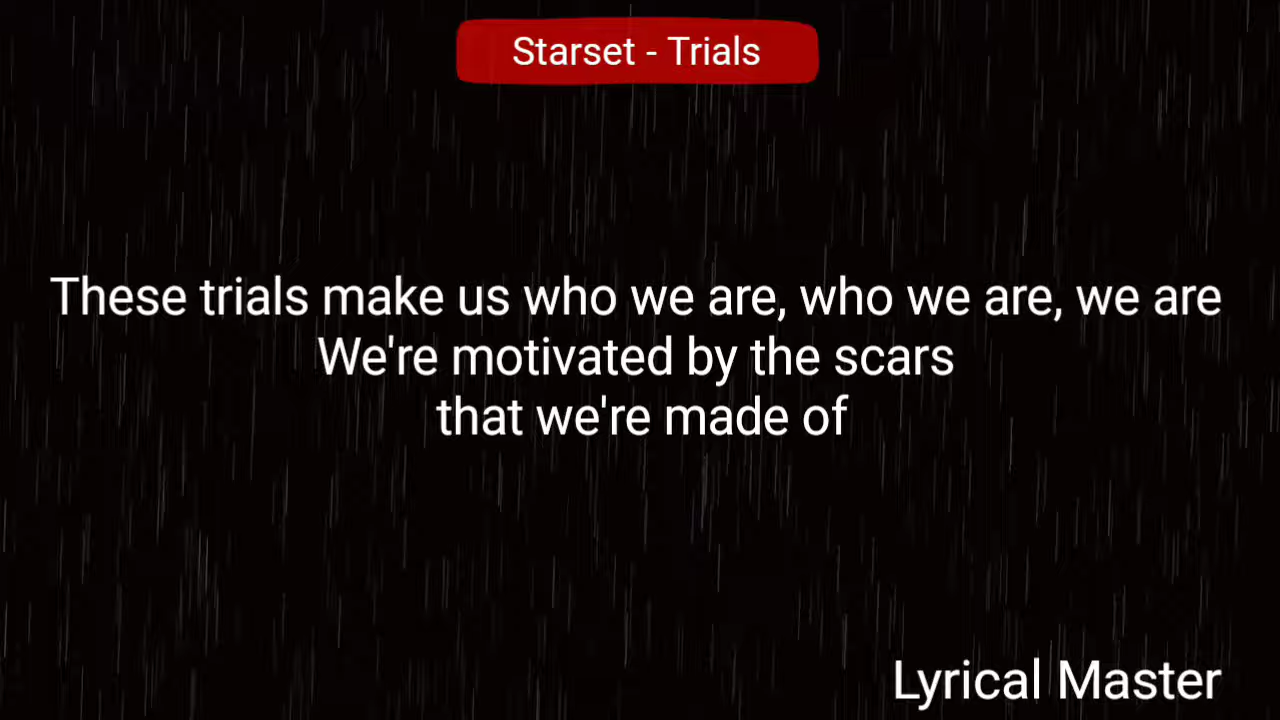 Starset - Trials
These trials make us who we are, who we are, we are
We're motivated by the scars
that we're made of
Lyrical Master